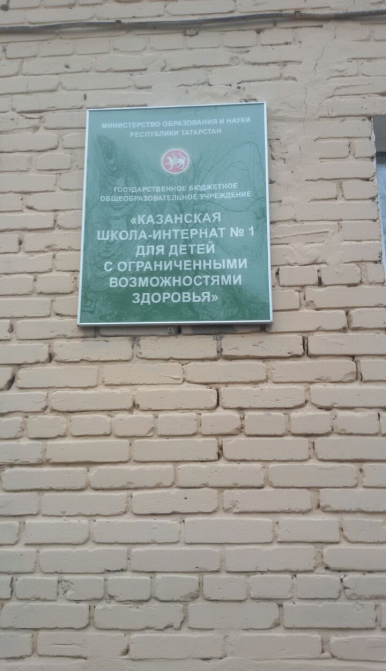 МИНИСТЕРСТВО ОБРАЗОВАНИЯ И НАУКИ
РЕСПУБЛИКИ ТАТАРСТАН
ГОСУДАРСТВЕННОЕ БЮДЖЕТНОЕ
ОБЩЕОБРАЗОВАТЕЛЬНОЕ УЧРЕЖДЕНИЕ
«КАЗАНСКАЯ
ШКОЛА-ИНТЕРНАТ № 1
ДЛЯ ДЕТЕЙ
С ОГРАНИЧЕННЫМИ
ВОЗМОЖНОСТЯМИ
ЗДОРОВЬЯ»